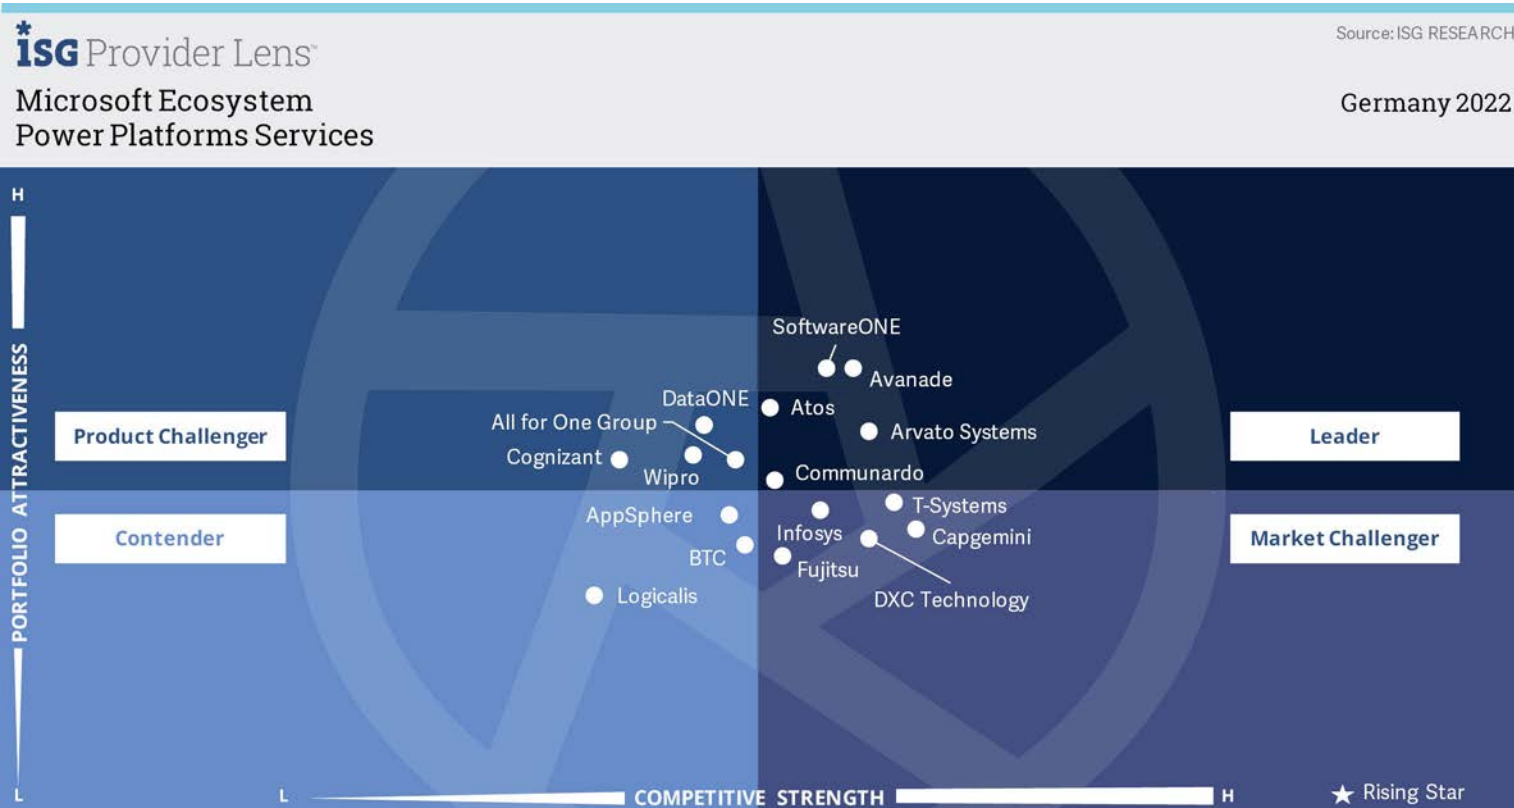 iSG Provider Lens™
Source: ISG RESEARCH
Microsoft Ecosystem
Power Platforms Services
Germany 2022
H
PORTFOLIO ATTRACTIVENESS
L
Product Challenger
Leader
Contender
Market Challenger
SoftwareONE
Avanade
DataONE
Atos
All for One Group
Arvato Systems
Cognizant
Wipro
Communardo
AppSphere
T-Systems
Infosys
Capgemini
BTC
Fujitsu
Logicalis
DXC Technology
L
COMPETITIVE STRENGTH
H
★ Rising Star